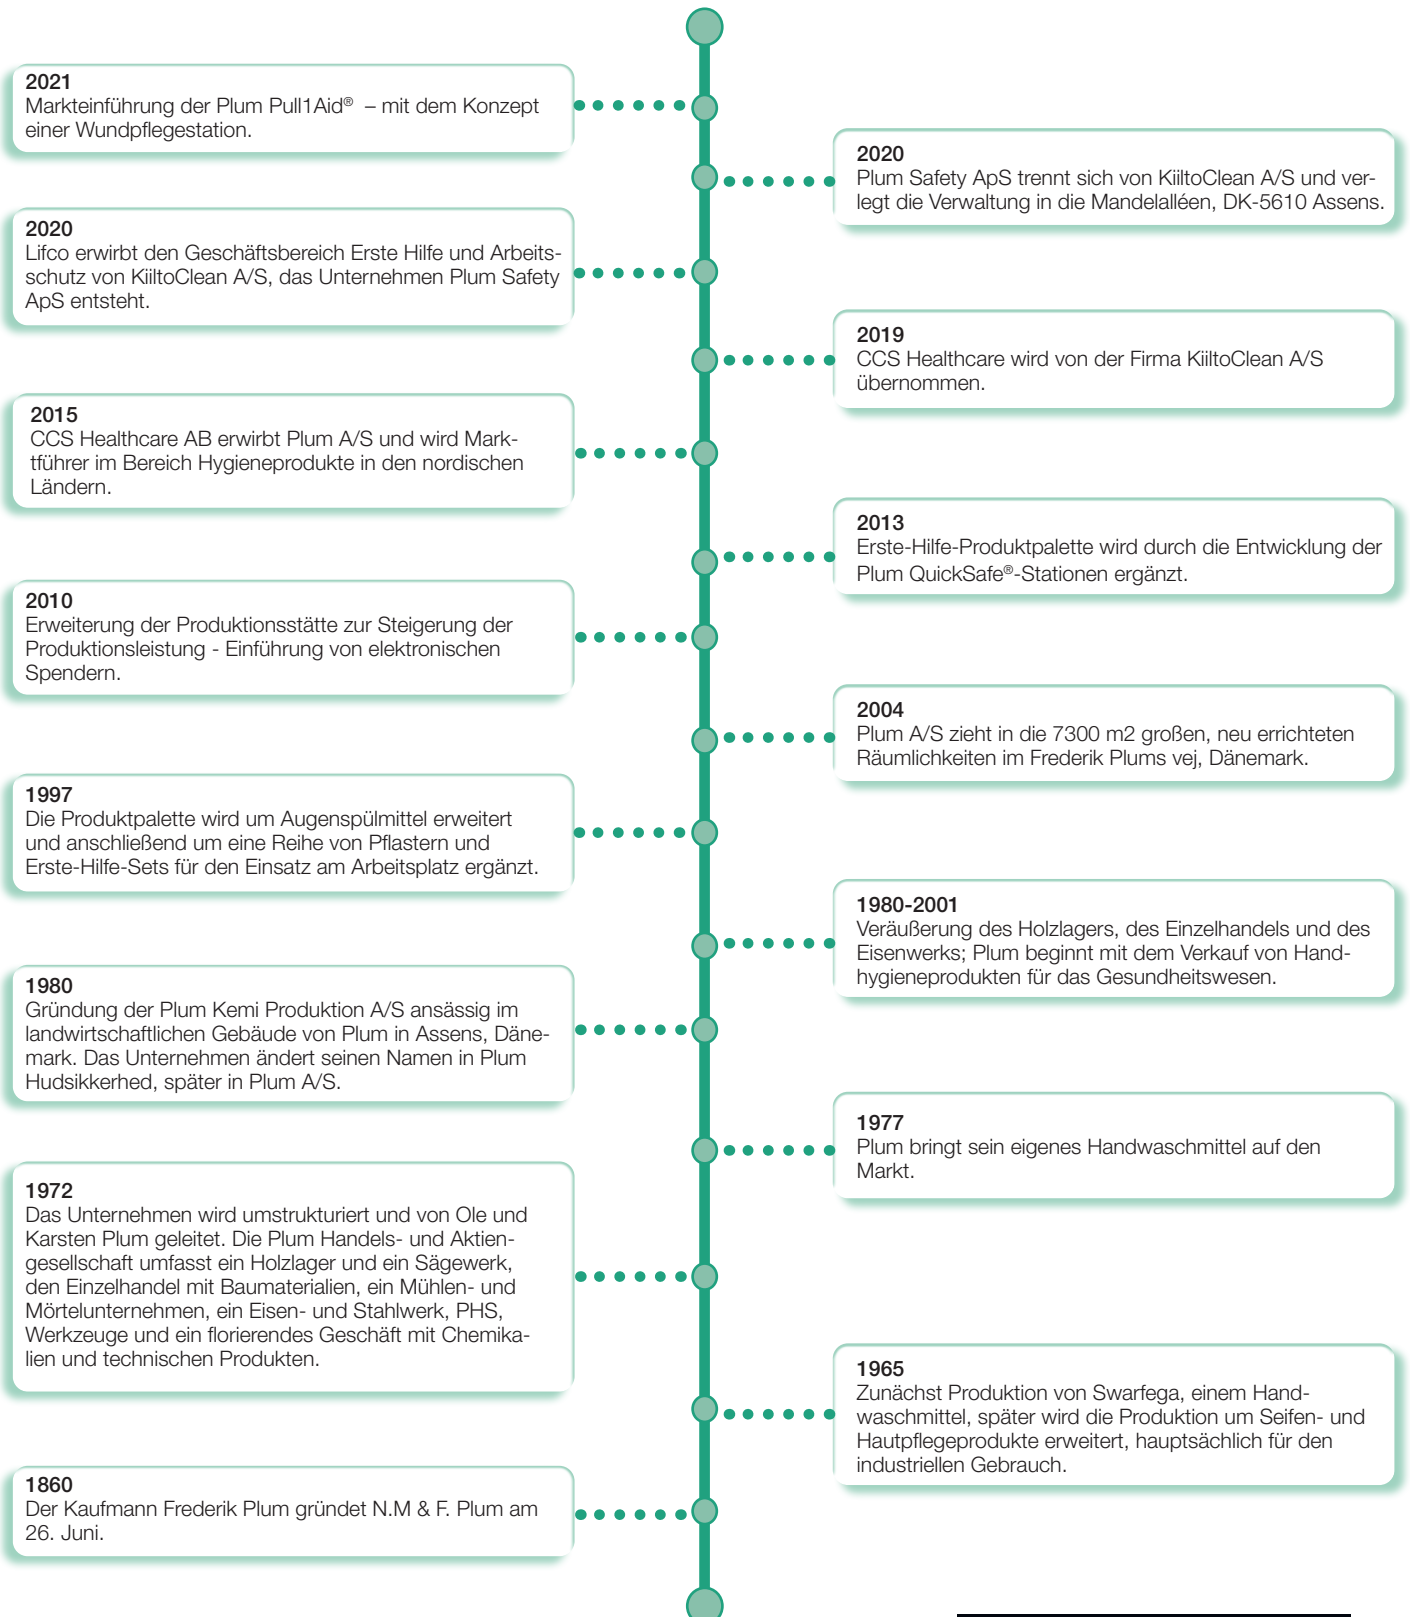 2021
Markteinführung der Plum Pull1Aid® – mit dem Konzept
einer Wundpflegestation.
2020
Plum Safety ApS trennt sich von KiiltoClean A/S und ver-
legt die Verwaltung in die Mandelalléen, DK-5610 Assens.
2020
Lifco erwirbt den Geschäftsbereich Erste Hilfe und Arbeits-
schutz von KiiltoClean A/S, das Unternehmen Plum Safety
ApS entsteht.
2019
CCS Healthcare wird von der Firma KiiltoClean A/S
übernommen.
2015
CCS Healthcare AB erwirbt Plum A/S und wird Mark-
tführer im Bereich Hygieneprodukte in den nordischen
Ländern.
2013
Erste-Hilfe-Produktpalette wird durch die Entwicklung der
Plum QuickSafe®-Stationen ergänzt.
2010
Erweiterung der Produktionsstätte zur Steigerung der
Produktionsleistung - Einführung von elektronischen
Spendern.
2004
Plum A/S zieht in die 7300 m2 großen, neu errichteten
Räumlichkeiten im Frederik Plums vej, Dänemark.
1997
Die Produktpalette wird um Augenspülmittel erweitert
und anschließend um eine Reihe von Pflastern und
Erste-Hilfe-Sets für den Einsatz am Arbeitsplatz ergänzt.
1980-2001
Veräußerung des Holzlagers, des Einzelhandels und des
Eisenwerks; Plum beginnt mit dem Verkauf von Hand-
hygieneprodukten für das Gesundheitswesen.
1980
Gründung der Plum Kemi Produktion A/S ansässig im
landwirtschaftlichen Gebäude von Plum in Assens, Däne-
mark. Das Unternehmen ändert seinen Namen in Plum
Hudsikkerhed, später in Plum A/S.
1977
Plum bringt sein eigenes Handwaschmittel auf den
Markt.
1972
Das Unternehmen wird umstrukturiert und von Ole und
Karsten Plum geleitet. Die Plum Handels- und Aktien-
gesellschaft umfasst ein Holzlager und ein Sägewerk,
den Einzelhandel mit Baumaterialien, ein Mühlen- und
Mörtelunternehmen, ein Eisen- und Stahlwerk, PHS,
Werkzeuge und ein florierendes Geschäft mit Chemika-
lien und technischen Produkten.
1965
Zunächst Produktion von Swarfega, einem Hand-
waschmittel, später wird die Produktion um Seifen- und
Hautpflegeprodukte erweitert, hauptsächlich für den
industriellen Gebrauch.
1860
Der Kaufmann Frederik Plum gründet N.M & F. Plum am
26. Juni.